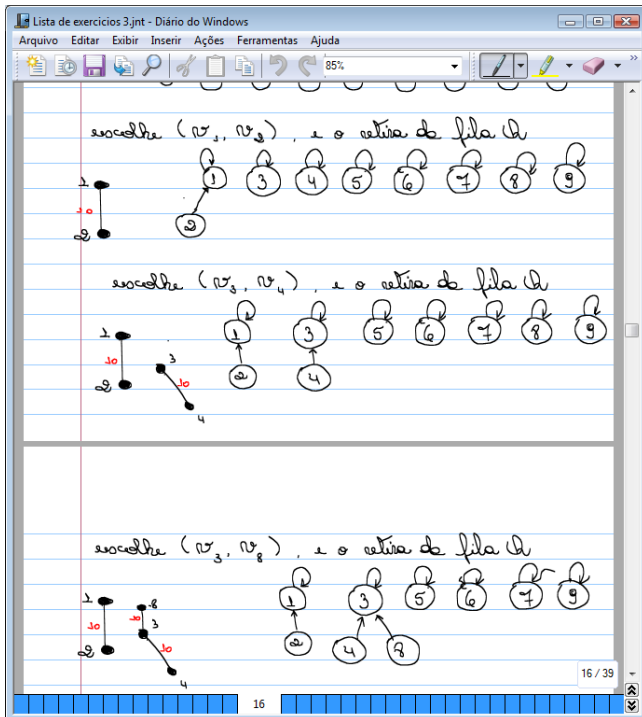 Lista de exercicios 3.jnt - Diário do Windows
Arquivo Editar Exibir Inserir Ações Ferramentas Ajuda
85%
escolhe (v1, v2), e o retira da fila Q
1 3 4 5 6 7 8 9
1
10
2
2
escolhe (v3, v4), e o retira da fila Q
1 3 5 6 7 8 9
1
10
2
3
10
4
2 4
escolhe (v3, v8), e o retira da fila Q
1 3 5 6 7 9
1
10
2
8
10
3
10
4
2 4 8
16 / 39
16